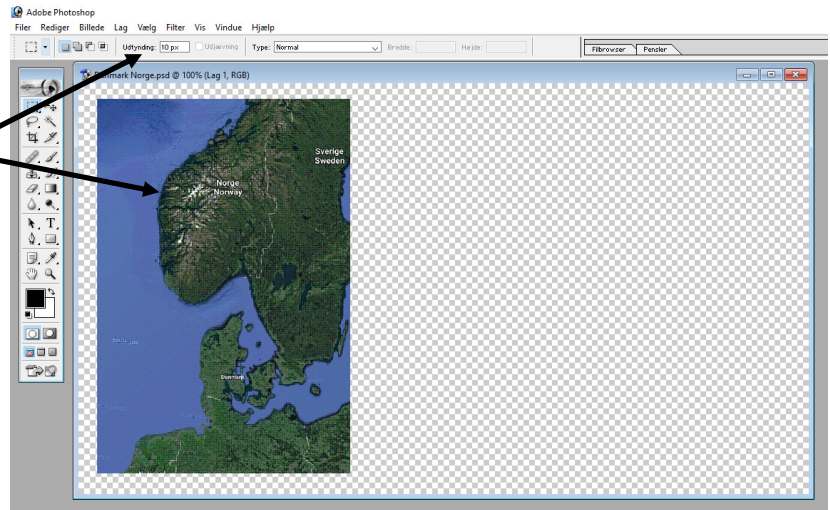 Adobe Photoshop
Filer Rediger Billede Lag Vælg Filter Vis Vindue Hjælp
Udtynding: 10 px Udjævning Type: Normal Bredde: Højde: Filbrowser Pensler
Danmark Norge.psd @ 100% (Lag 1, RGB)
Sverige
Sweden
Norge
Norway
Danmark